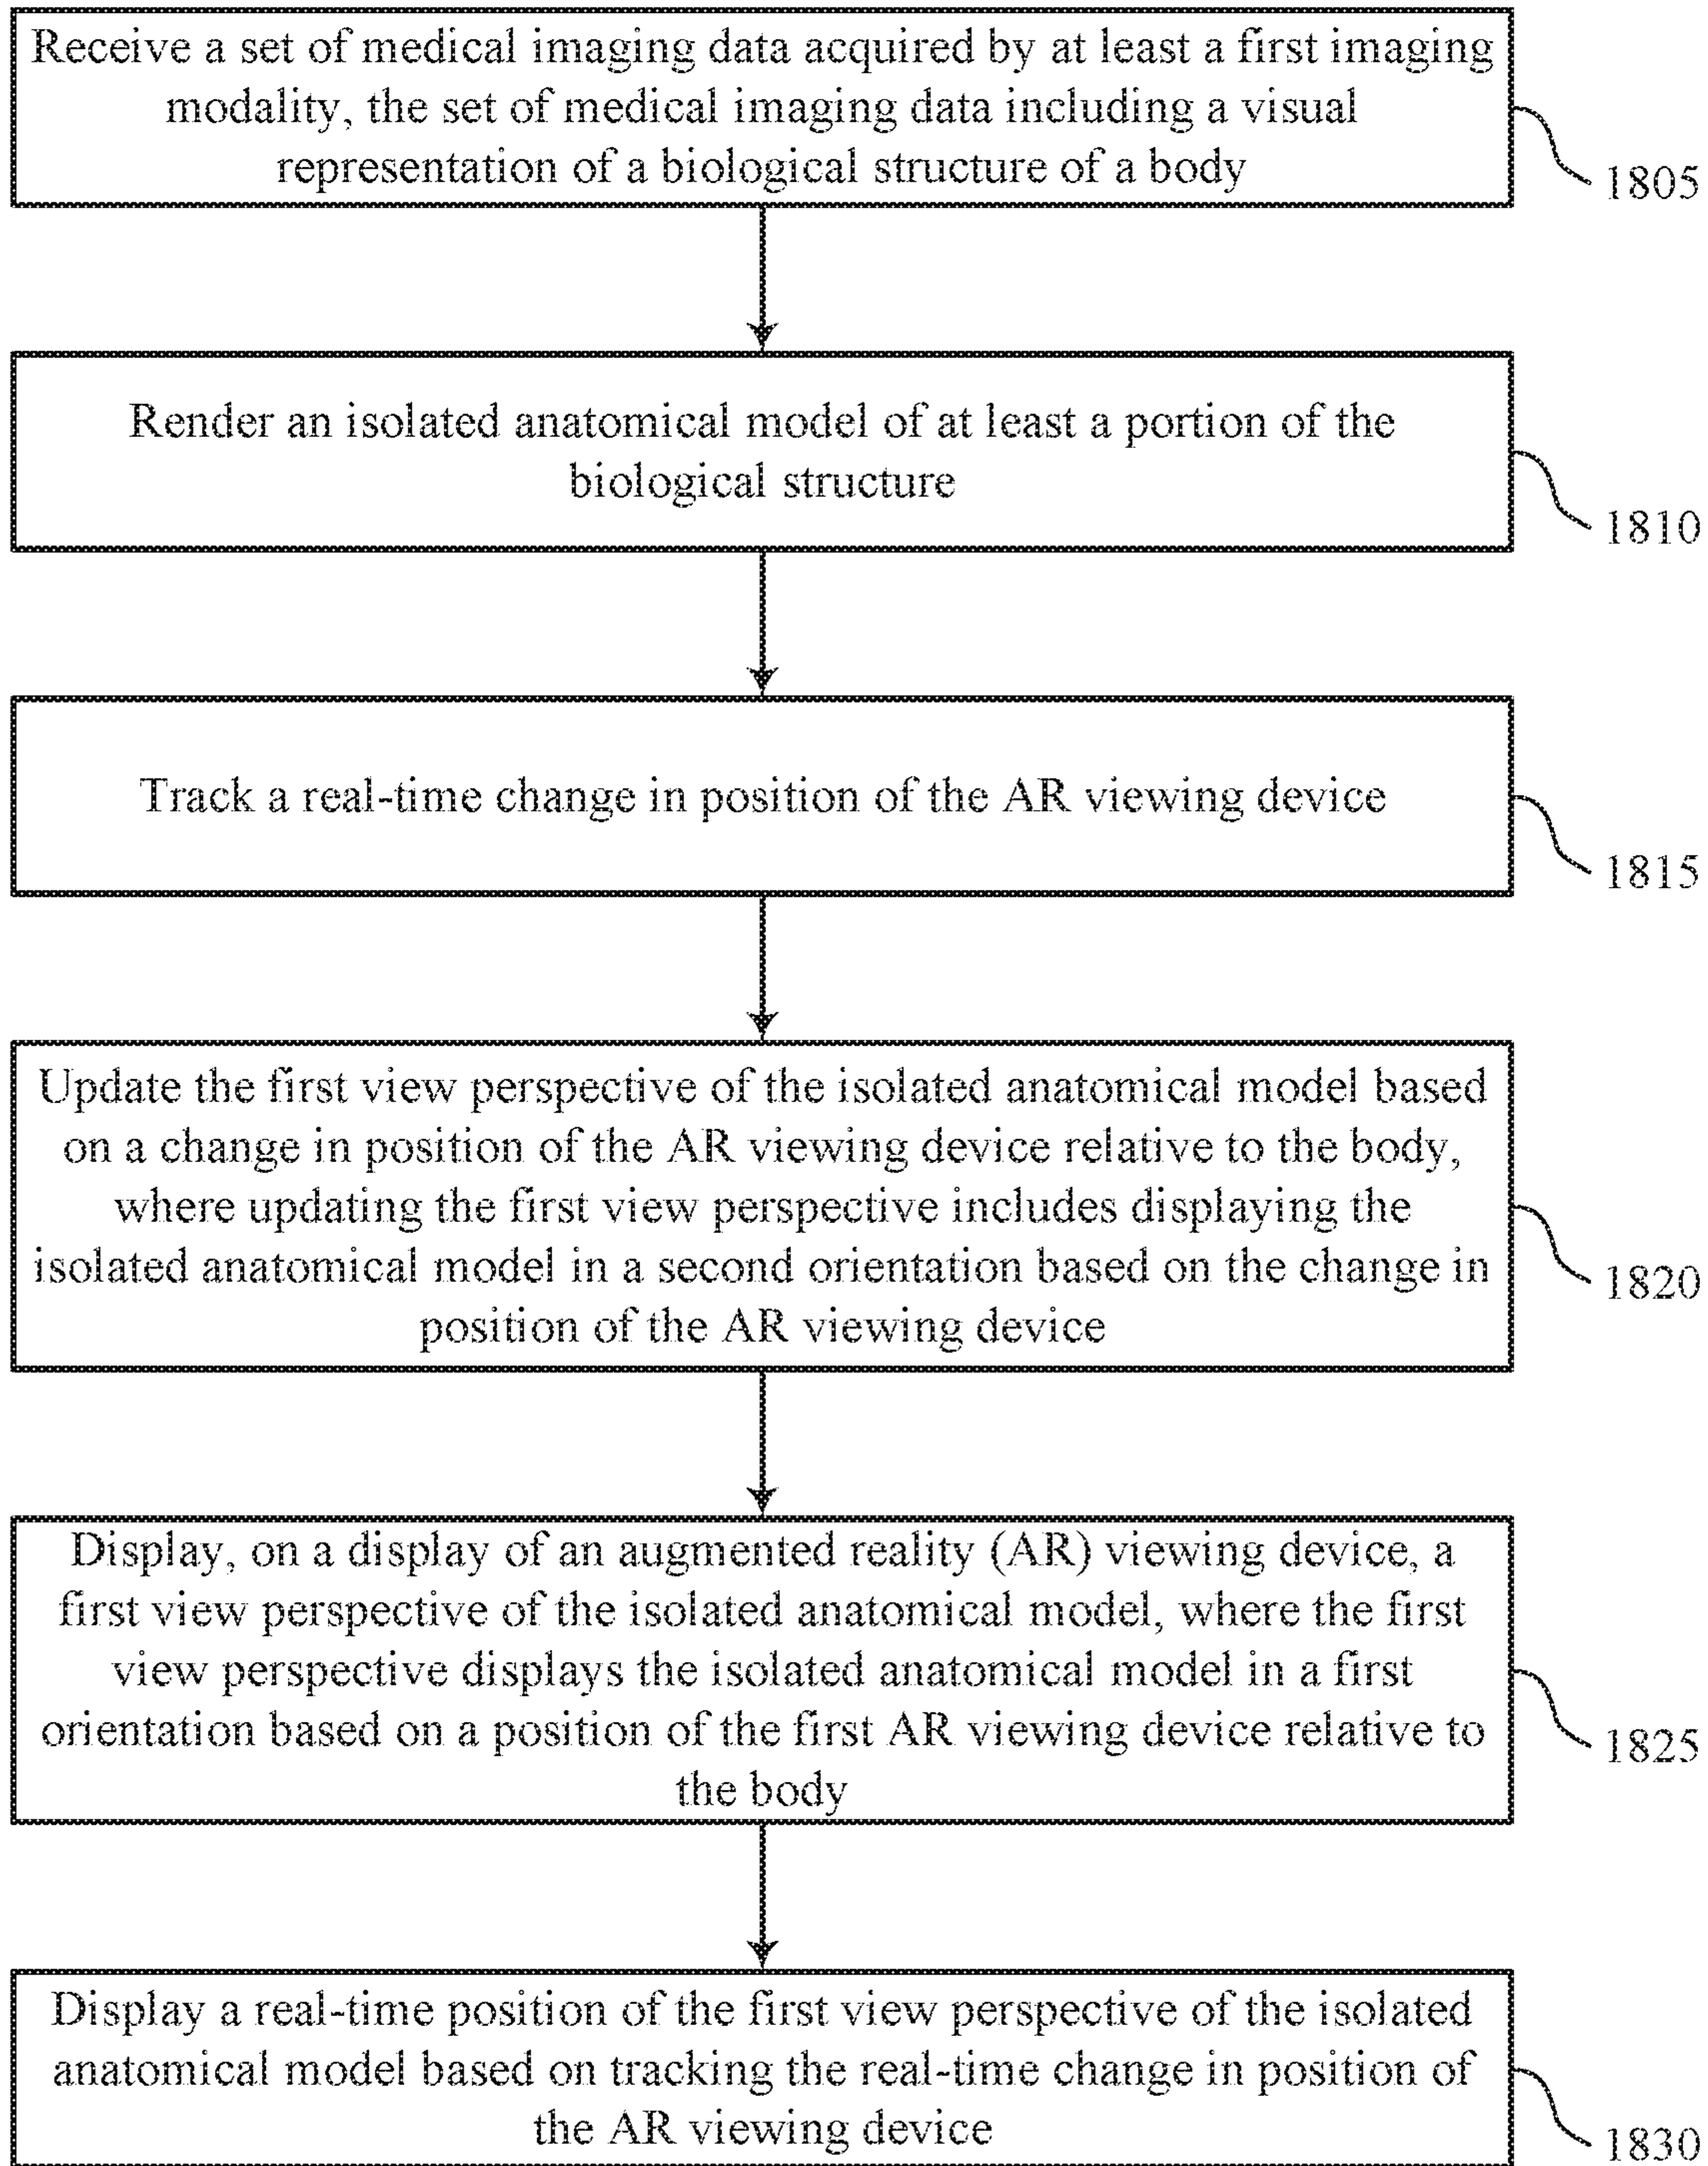 Receive a set of medical imaging data acquired by at least a first imaging
modality, the set of medical imaging data including a visual
representation of a biological structure of a body
1805
Render an isolated anatomical model of at least a portion of the
biological structure
1810
Track a real-time change in position of the AR viewing device
1815
Update the first view perspective of the isolated anatomical model based
on a change in position of the AR viewing device relative to the body,
where updating the first view perspective includes displaying the
isolated anatomical model in a second orientation based on the change in
position of the AR viewing device
1820
Display, on a display of an augmented reality (AR) viewing device, a
first view perspective of the isolated anatomical model, where the first
view perspective displays the isolated anatomical model in a first
orientation based on a position of the first AR viewing device relative to
the body
1825
Display a real-time position of the first view perspective of the isolated
anatomical model based on tracking the real-time change in position of
the AR viewing device
1830